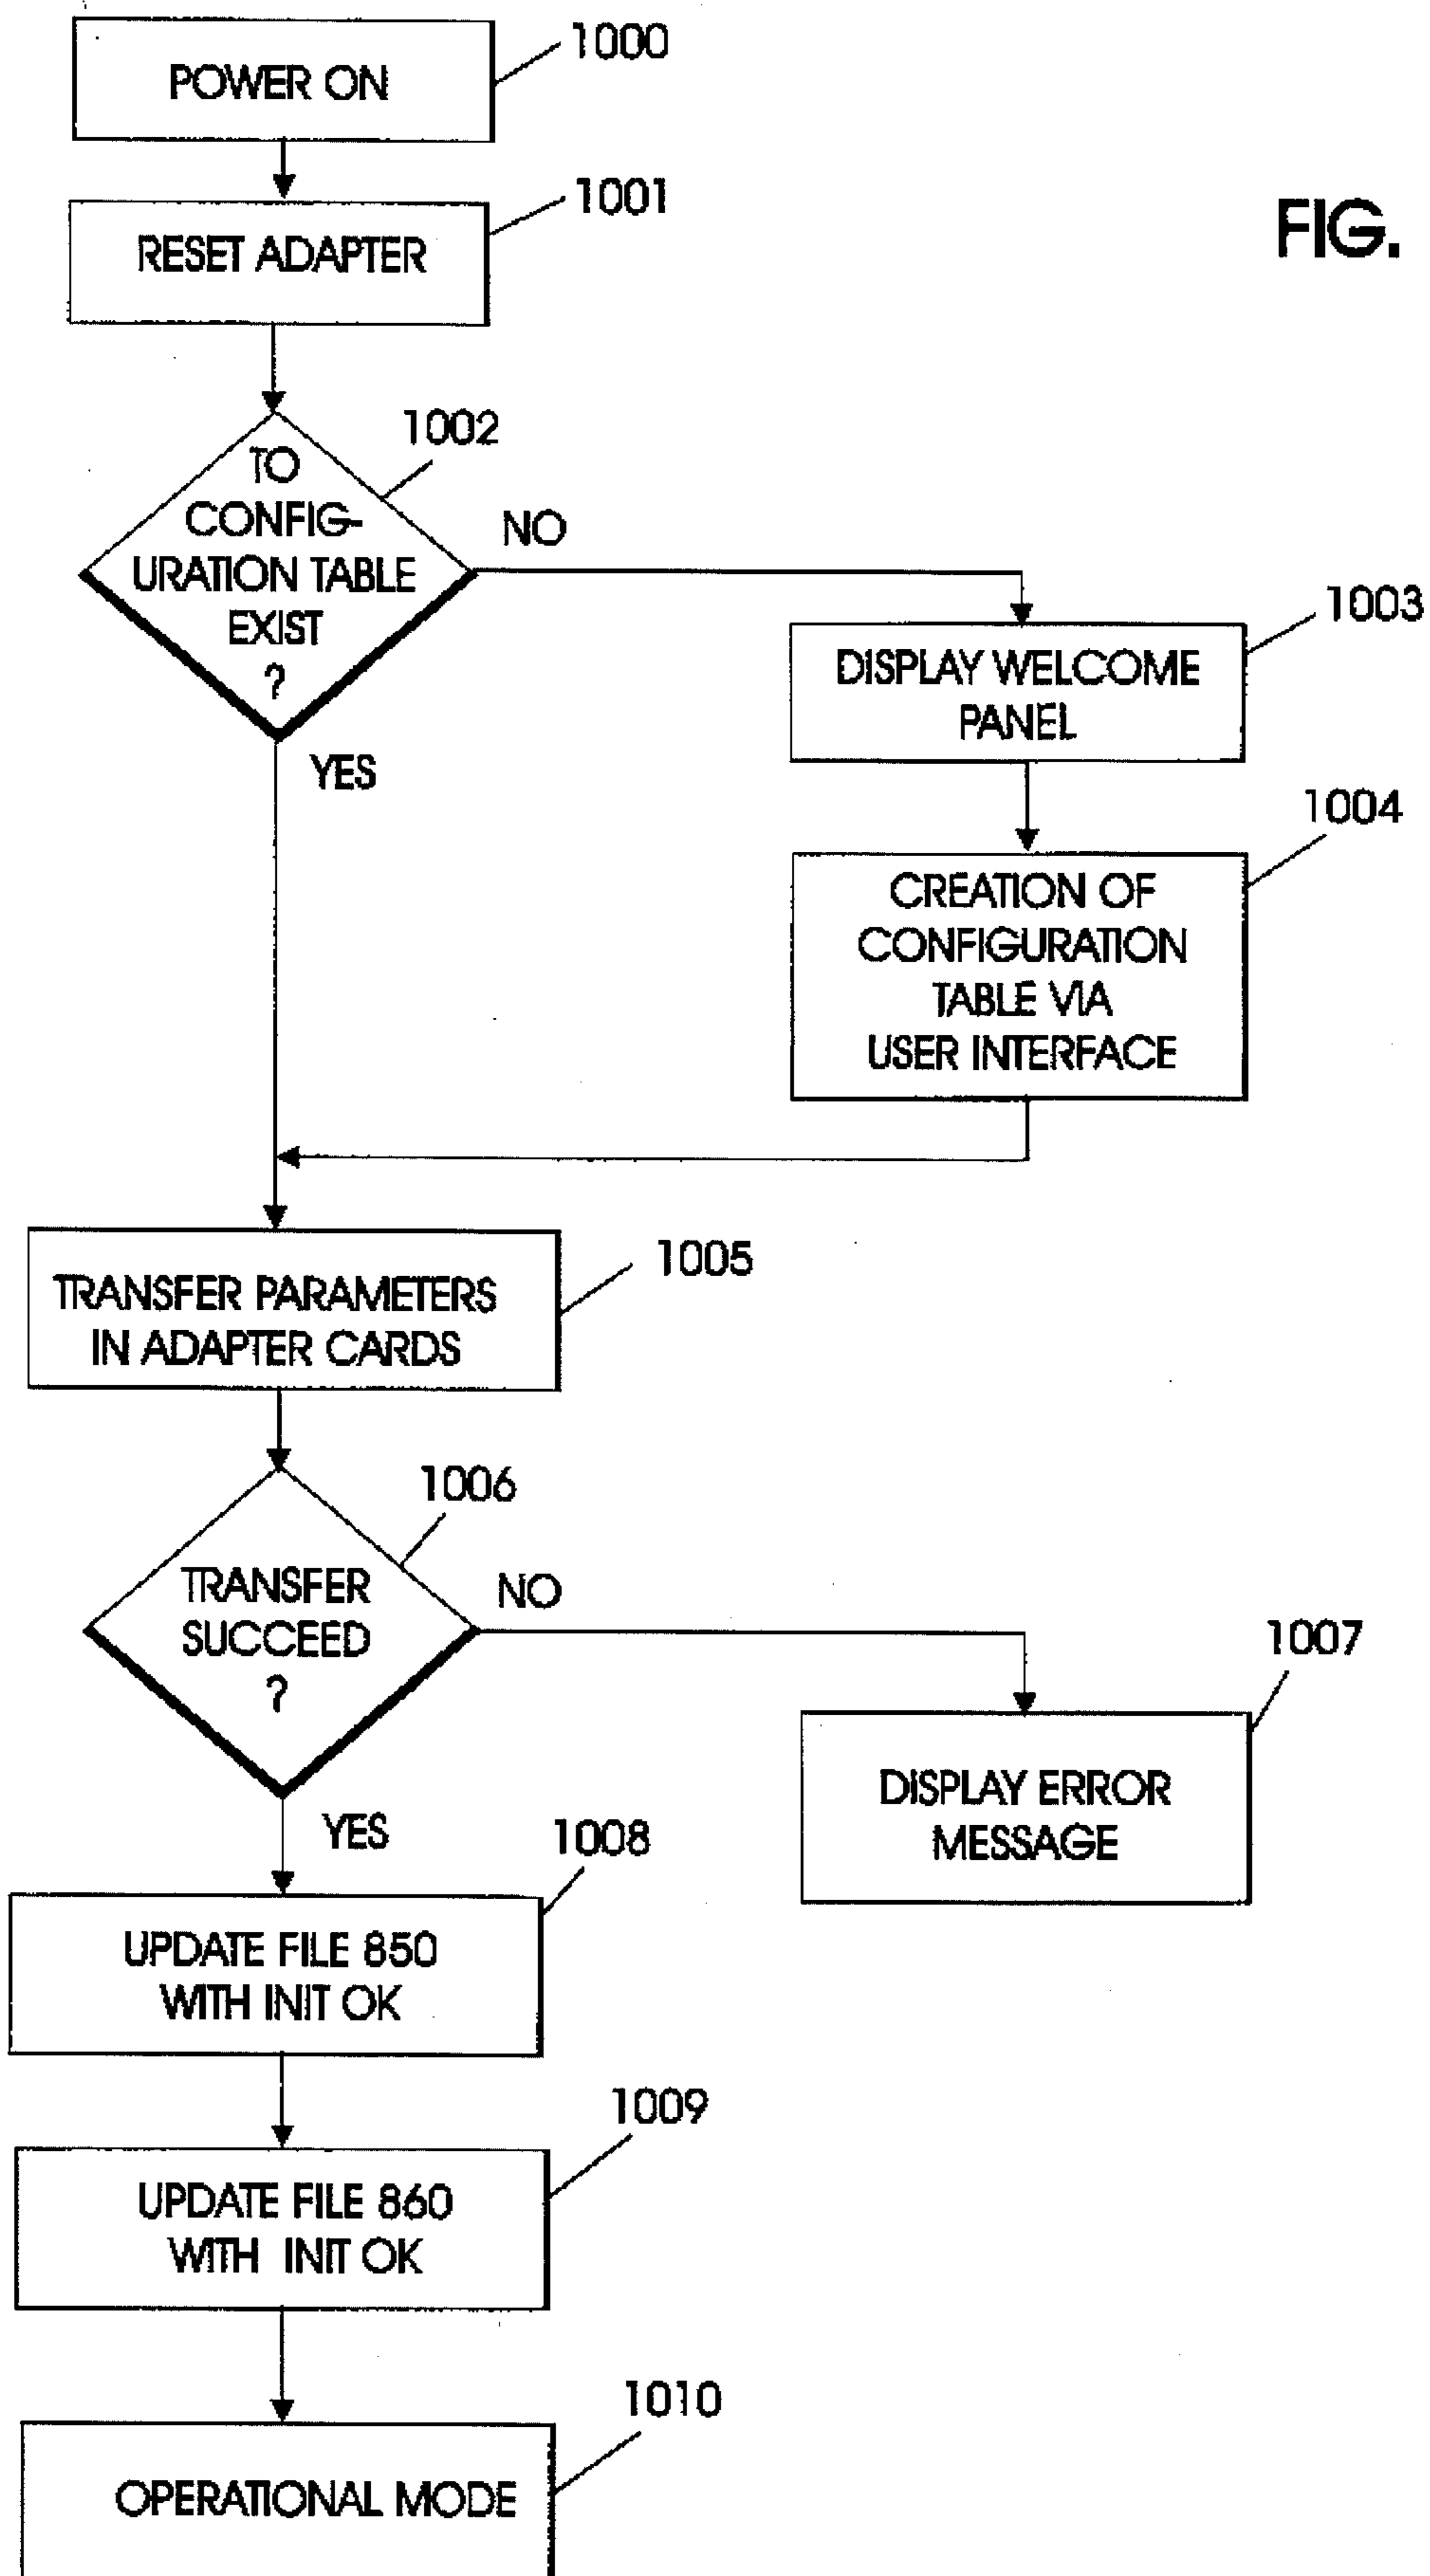 1000
POWER ON
1001
RESET ADAPTER
FIG.
1002
TO
CONFIG-
URATION TABLE
EXIST
?
NO
YES
1003
DISPLAY WELCOME
PANEL
1004
CREATION OF
CONFIGURATION
TABLE VIA
USER INTERFACE
1005
TRANSFER PARAMETERS
IN ADAPTER CARDS
1006
TRANSFER
SUCCEED
?
NO
YES
1007
DISPLAY ERROR
MESSAGE
1008
UPDATE FILE 850
WITH INIT OK
1009
UPDATE FILE 860
WITH INIT OK
1010
OPERATIONAL MODE